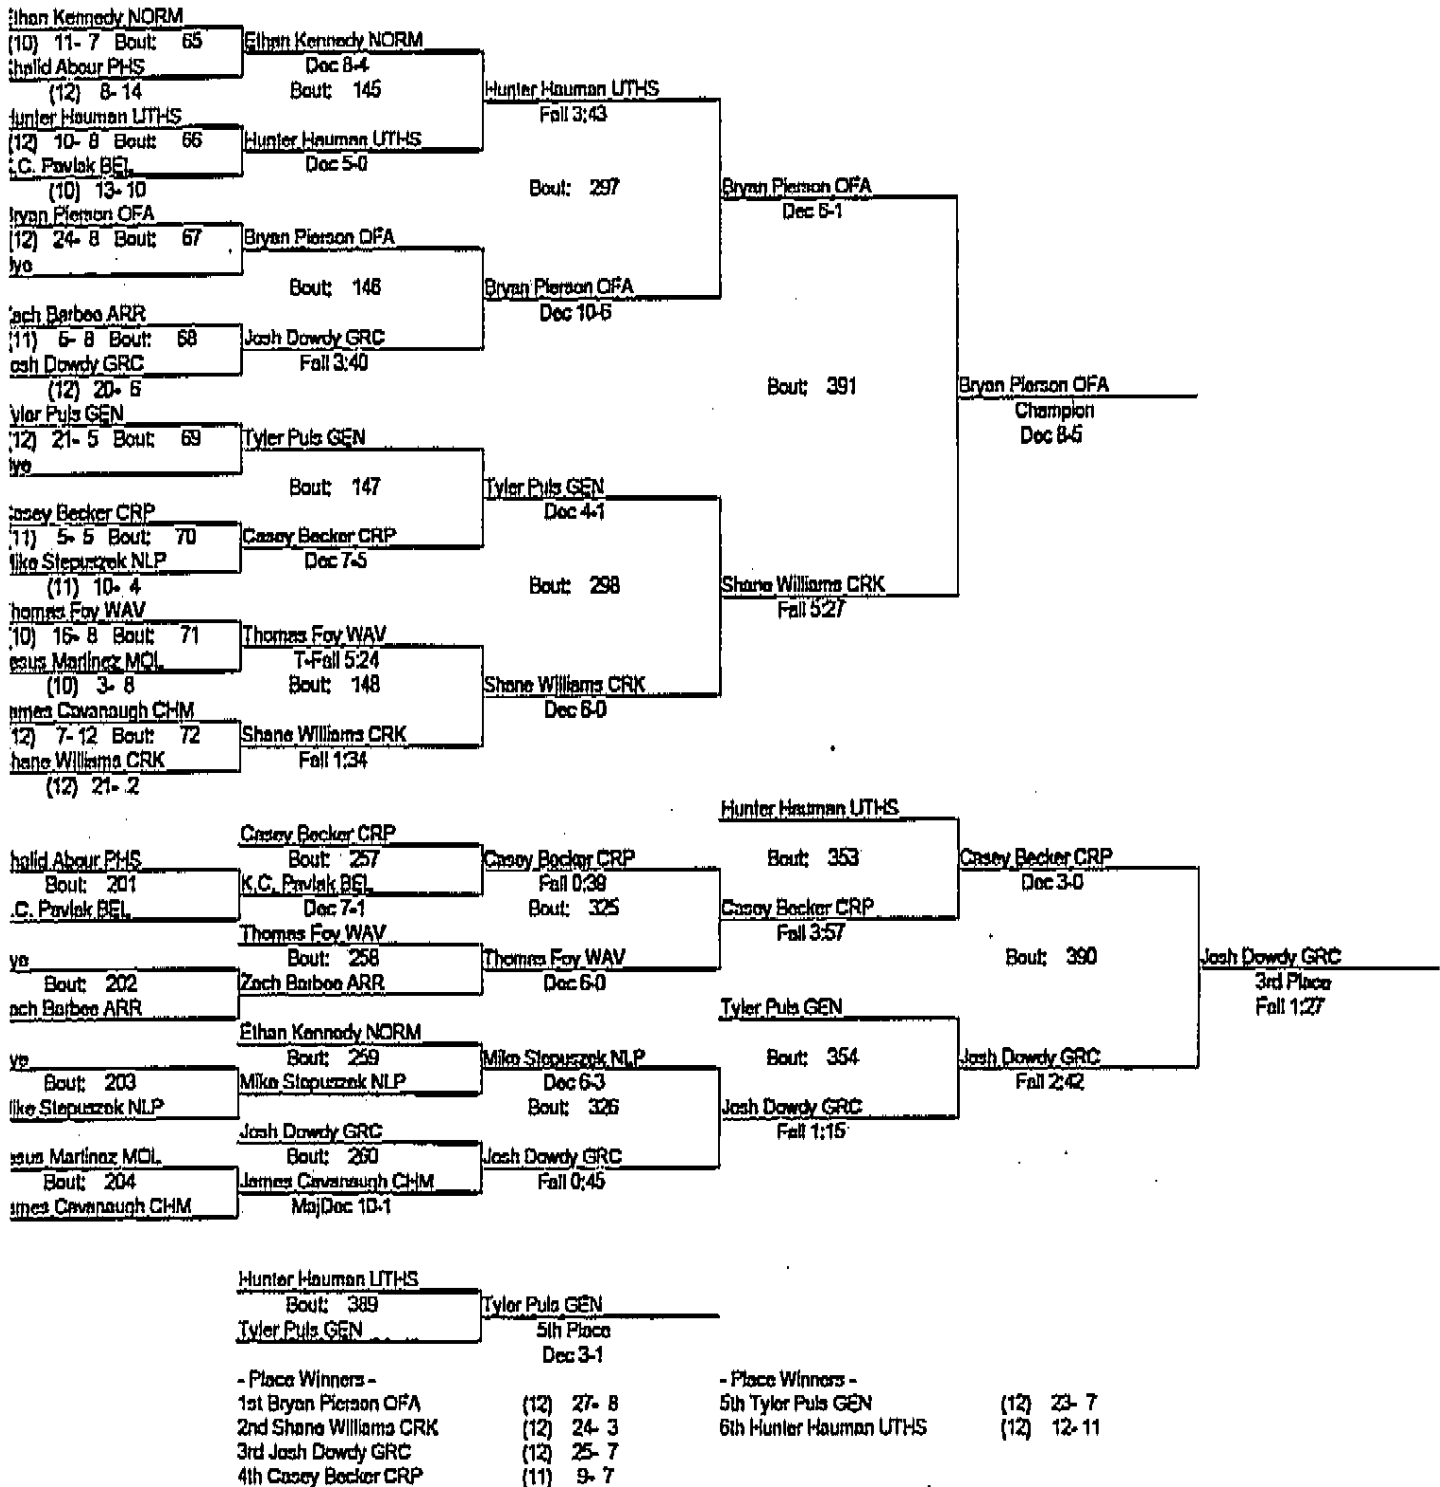 Ethan Kennedy NORM
(10) 11- 7 Bout: 65
Ethan Kennedy NORM
Khalid Abour PHS
Dec 8-4
(12) 8- 14
Bout: 145
Hunter Hauman UTHS
Hunter Hauman UTHS
Fall 3:43
(12) 10- 8 Bout: 66
Hunter Hauman UTHS
K.C. Pavlak BEL
Dec 5-0
(10) 13- 10
Bout: 297
Bryan Pierson OFA
Bryan Pierson OFA
Dec 6-1
(12) 24- 8 Bout: 67
Bryan Pierson OFA
Bye
Bout: 146
Bryan Pierson OFA
Zach Barboo ARR
Dec 10-6
(11) 6- 8 Bout: 68
Josh Dowdy GRC
Josh Dowdy GRC
Fall 3:40
(12) 20- 6
Bout: 391
Bryan Pierson OFA
Tyler Puls GEN
Champion
(12) 21- 5 Bout: 69
Tyler Puls GEN
Dec 8-5
Bye
Bout: 147
Tyler Puls GEN
Casey Becker CRP
Dec 4-1
(11) 5- 5 Bout: 70
Casey Becker CRP
Mike Stepuszek NLP
Dec 7-5
(11) 10- 4
Bout: 298
Shane Williams CRK
Thomas Foy WAV
Fall 5:27
(10) 16- 8 Bout: 71
Thomas Foy WAV
Jesus Martinez MOL
T-Fall 5:24
(10) 3- 8
Bout: 148
Shane Williams CRK
James Cavanaugh CHM
Dec 6-0
(12) 7- 12 Bout: 72
Shane Williams CRK
Shane Williams CRK
Fall 1:34
(12) 21- 2
Hunter Hauman UTHS
Casey Becker CRP
Khalid Abour PHS
Bout: 257
Casey Becker CRP
Bout: 353
Casey Becker CRP
Bout: 201
K.C. Pavlak BEL
Fall 0:39
Dec 3-0
K.C. Pavlak BEL
Dec 7-1
Bout: 325
Casey Becker CRP
Thomas Foy WAV
Fall 3:57
Bye
Bout: 258
Thomas Foy WAV
Bout: 390
Josh Dowdy GRC
Bout: 202
Zach Barboo ARR
Dec 6-0
3rd Place
Zach Barboo ARR
Tyler Puls GEN
Fall 1:27
Ethan Kennedy NORM
Bye
Bout: 259
Mike Stepuszek NLP
Bout: 354
Josh Dowdy GRC
Bout: 203
Mike Stepuszek NLP
Dec 6-3
Fall 2:42
Mike Stepuszek NLP
Bout: 326
Josh Dowdy GRC
Josh Dowdy GRC
Fall 1:15
Jesus Martinez MOL
Bout: 260
Josh Dowdy GRC
Bout: 204
James Cavanaugh CHM
Fall 0:45
James Cavanaugh CHM
MajDec 10-1
Hunter Hauman UTHS
Bout: 389
Tyler Puls GEN
Tyler Puls GEN
5th Place
Dec 3-1
- Place Winners -
1st Bryan Pierson OFA (12) 27- 8
2nd Shane Williams CRK (12) 24- 3
3rd Josh Dowdy GRC (12) 25- 7
4th Casey Becker CRP (11) 9- 7
- Place Winners -
5th Tyler Puls GEN (12) 23- 7
6th Hunter Hauman UTHS (12) 12- 11